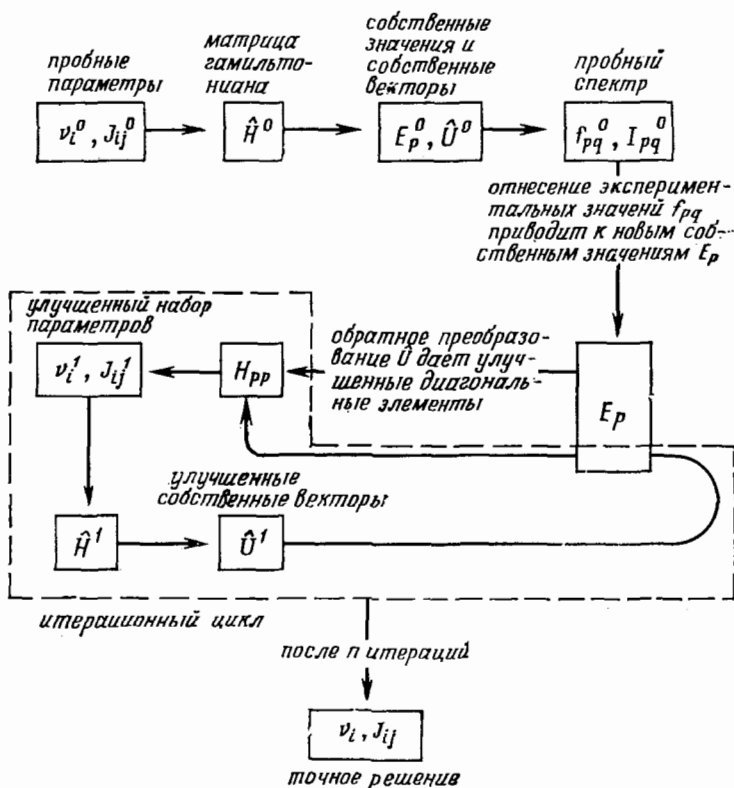 пробные
параметры
матрица
гамильто-
ниана
собственные
значения и
собственные
векторы
пробный
спектр
ν_i^0, J_ij^0
Ĥ^0
E_p^0, Û^0
f_pq^0, I_pq^0
отнесение эксперимен-
тальных значений f_pq
приводит к новым соб-
ственным значениям E_p
улучшенный набор
параметров
ν_i^1, J_ij^1
H_pp
обратное преобразо-
вание Û дает улуч-
шенные диагональ-
ные элементы
E_p
улучшенные
собственные векторы
Ĥ^1
Û^1
итерационный цикл
после n итераций
ν_i, J_ij
точное решение